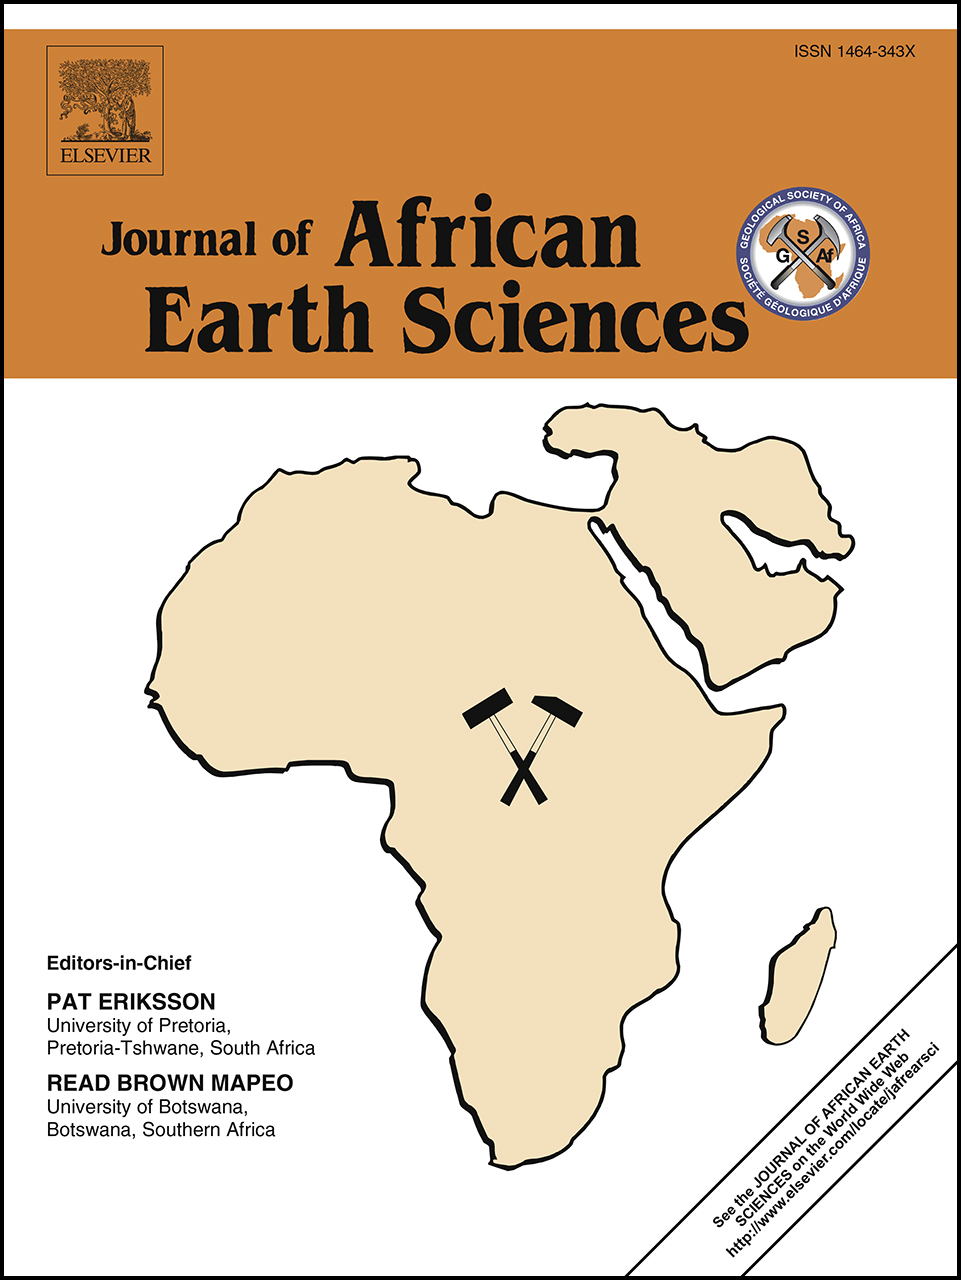 ISSN 1464-343X
ELSEVIER
Journal of African
Earth Sciences
GEOLOGICAL SOCIETY OF AFRICA
G S Af
SOCIÉTÉ GÉOLOGIQUE D'AFRIQUE
Editors-in-Chief
PAT ERIKSSON
University of Pretoria,
Pretoria-Tshwane, South Africa
READ BROWN MAPEO
University of Botswana,
Botswana, Southern Africa
See the JOURNAL OF AFRICAN EARTH
SCIENCES on the World Wide Web
http://www.elsevier.com/locate/jafrearsci